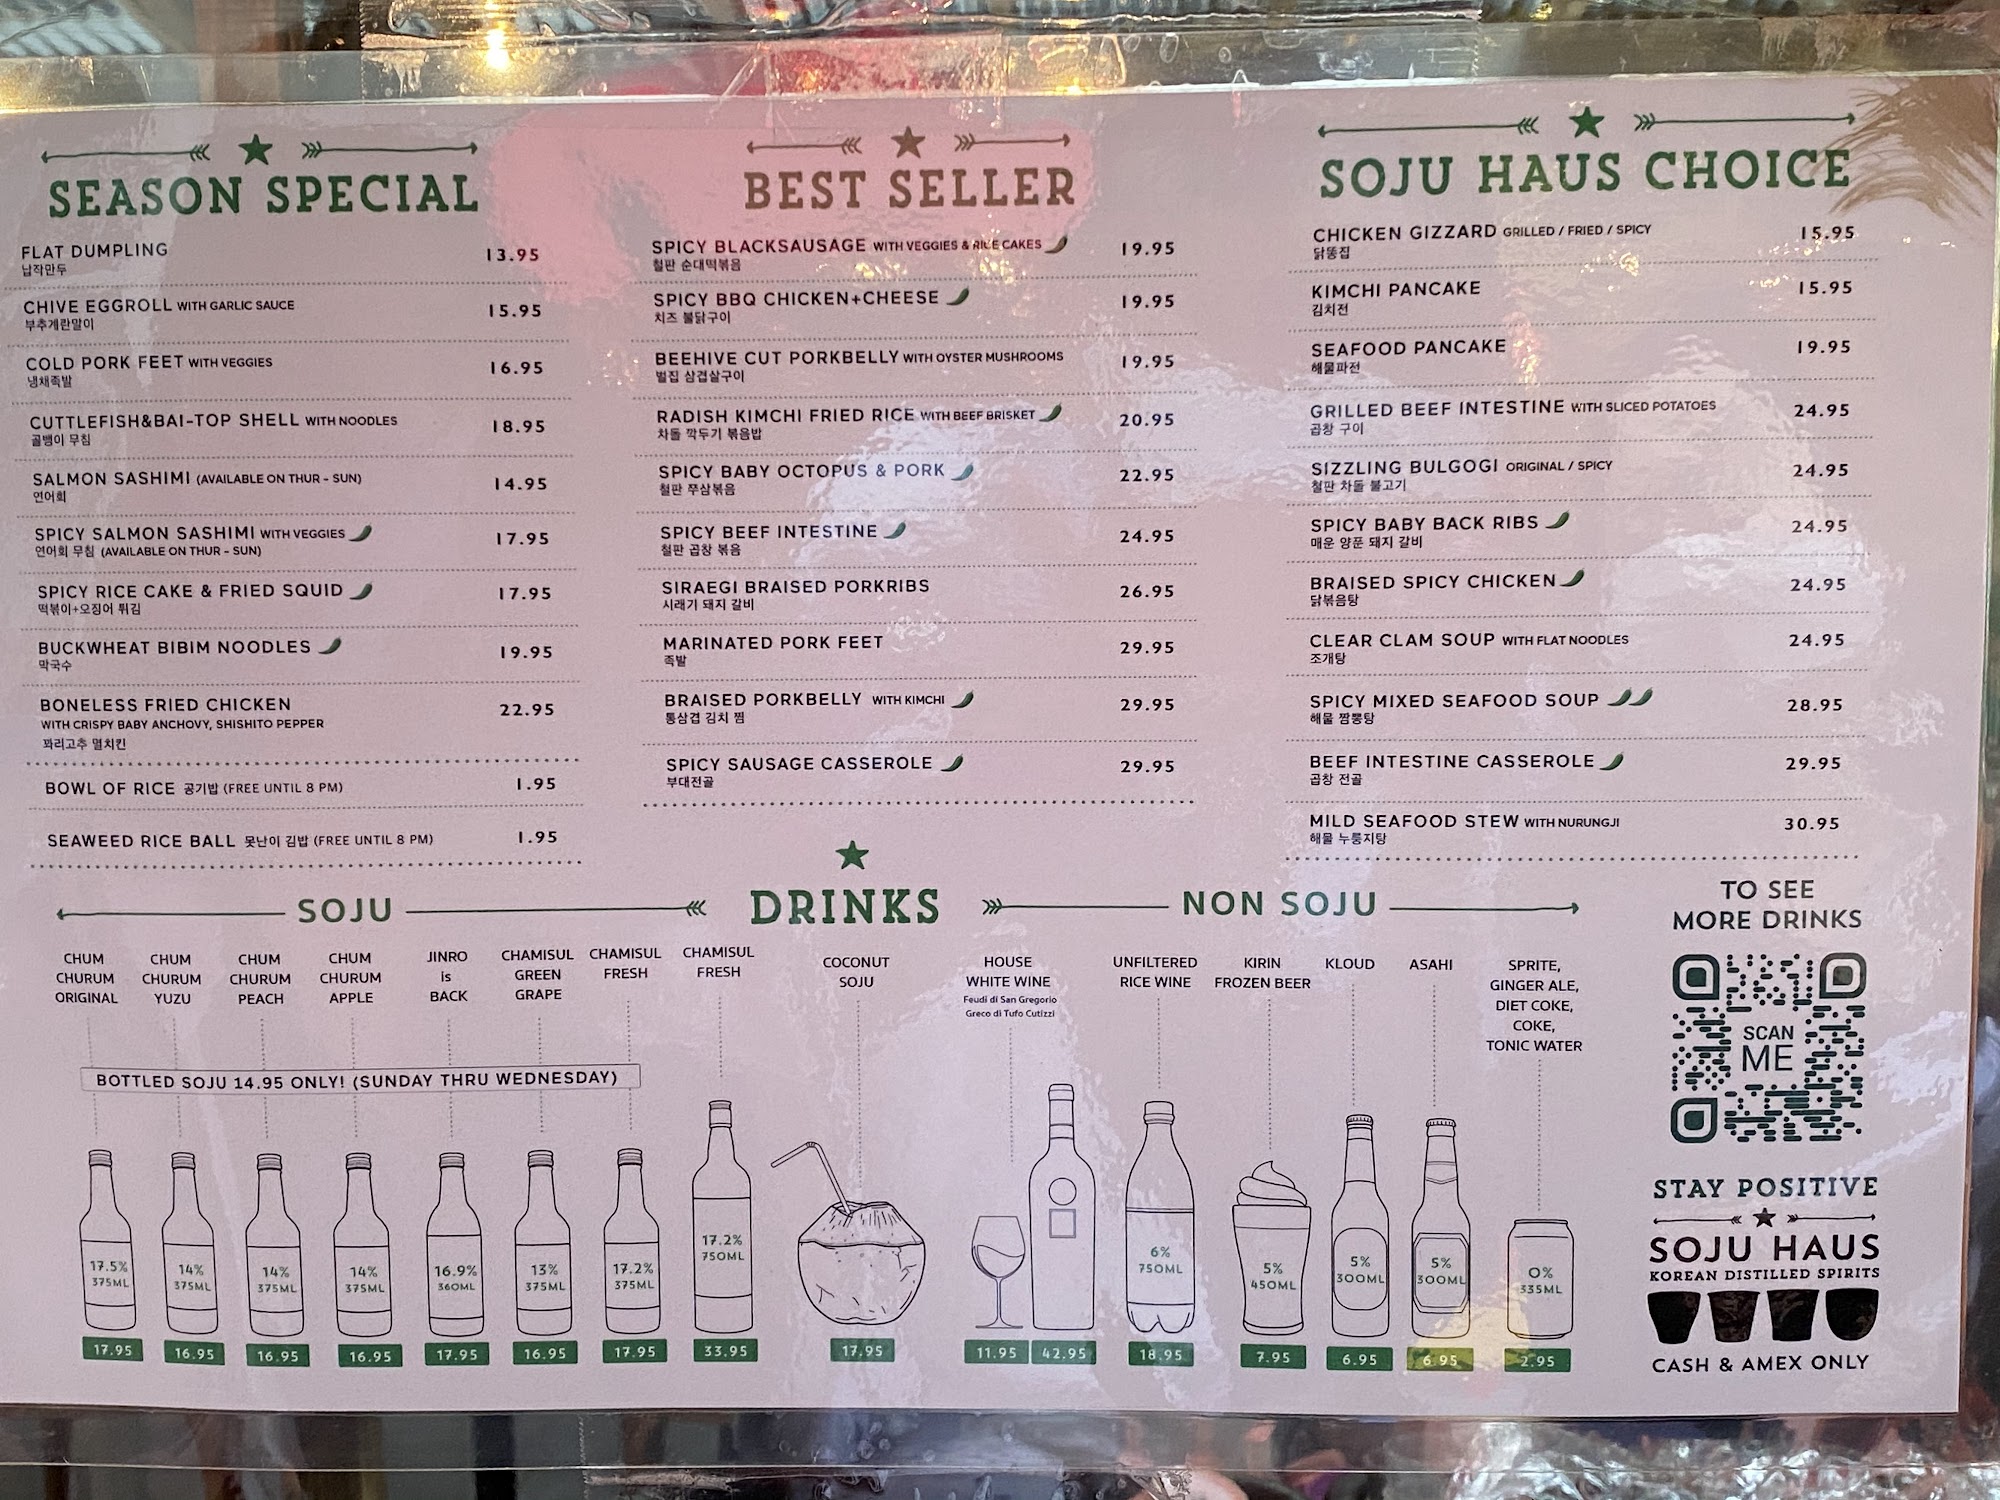 SEASON SPECIAL
FLAT DUMPLING 13.95
납작만두
CHIVE EGGROLL WITH GARLIC SAUCE 15.95
부추계란말이
COLD PORK FEET WITH VEGGIES 16.95
냉채족발
CUTTLEFISH&BAI-TOP SHELL WITH NOODLES 18.95
골뱅이 무침
SALMON SASHIMI (AVAILABLE ON THUR - SUN) 14.95
연어회
SPICY SALMON SASHIMI WITH VEGGIES 17.95
연어회 무침 (AVAILABLE ON THUR - SUN)
SPICY RICE CAKE & FRIED SQUID 17.95
떡볶이+오징어 튀김
BUCKWHEAT BIBIM NOODLES 19.95
막국수
BONELESS FRIED CHICKEN 22.95
WITH CRISPY BABY ANCHOVY, SHISHITO PEPPER
꽈리고추 멸치킨
BOWL OF RICE 공기밥 (FREE UNTIL 8 PM) 1.95
SEAWEED RICE BALL 못난이 김밥 (FREE UNTIL 8 PM) 1.95
BEST SELLER
SPICY BLACKSAUSAGE WITH VEGGIES & RICE CAKES 19.95
철판 순대떡볶음
SPICY BBQ CHICKEN+CHEESE 19.95
치즈 불닭구이
BEEHIVE CUT PORKBELLY WITH OYSTER MUSHROOMS 19.95
벌집 삼겹살구이
RADISH KIMCHI FRIED RICE WITH BEEF BRISKET 20.95
차돌 깍두기 볶음밥
SPICY BABY OCTOPUS & PORK 22.95
철판 쭈삼볶음
SPICY BEEF INTESTINE 24.95
철판 곱창 볶음
SIRAEGI BRAISED PORKRIBS 26.95
시래기 돼지 갈비
MARINATED PORK FEET 29.95
족발
BRAISED PORKBELLY WITH KIMCHI 29.95
통삼겹 김치 찜
SPICY SAUSAGE CASSEROLE 29.95
부대전골
SOJU HAUS CHOICE
CHICKEN GIZZARD GRILLED / FRIED / SPICY 15.95
닭똥집
KIMCHI PANCAKE 15.95
김치전
SEAFOOD PANCAKE 19.95
해물파전
GRILLED BEEF INTESTINE WITH SLICED POTATOES 24.95
곱창 구이
SIZZLING BULGOGI ORIGINAL / SPICY 24.95
철판 차돌 불고기
SPICY BABY BACK RIBS 24.95
매운 양푼 돼지 갈비
BRAISED SPICY CHICKEN 24.95
닭볶음탕
CLEAR CLAM SOUP WITH FLAT NOODLES 24.95
조개탕
SPICY MIXED SEAFOOD SOUP 28.95
해물 짬뽕탕
BEEF INTESTINE CASSEROLE 29.95
곱창 전골
MILD SEAFOOD STEW WITH NURUNGJI 30.95
해물 누룽지탕
DRINKS
SOJU
CHUM
CHURUM
ORIGINAL
CHUM
CHURUM
YUZU
CHUM
CHURUM
PEACH
CHUM
CHURUM
APPLE
JINRO
is
BACK
CHAMISUL
GREEN
GRAPE
CHAMISUL
FRESH
CHAMISUL
FRESH
COCONUT
SOJU
BOTTLED SOJU 14.95 ONLY! (SUNDAY THRU WEDNESDAY)
17.5%
375ML
14%
375ML
14%
375ML
14%
375ML
16.9%
360ML
13%
375ML
17.2%
375ML
17.2%
750ML
17.95
16.95
16.95
16.95
17.95
16.95
17.95
33.95
17.95
NON SOJU
HOUSE
WHITE WINE
Feudi di San Gregorio
Greco di Tufo Cutizzi
UNFILTERED
RICE WINE
KIRIN
FROZEN BEER
KLOUD
ASAHI
SPRITE,
GINGER ALE,
DIET COKE,
COKE,
TONIC WATER
6%
750ML
5%
450ML
5%
300ML
5%
300ML
0%
335ML
11.95
42.95
18.95
7.95
6.95
6.95
2.95
TO SEE
MORE DRINKS
SCAN
ME
STAY POSITIVE
SOJU HAUS
KOREAN DISTILLED SPIRITS
CASH & AMEX ONLY